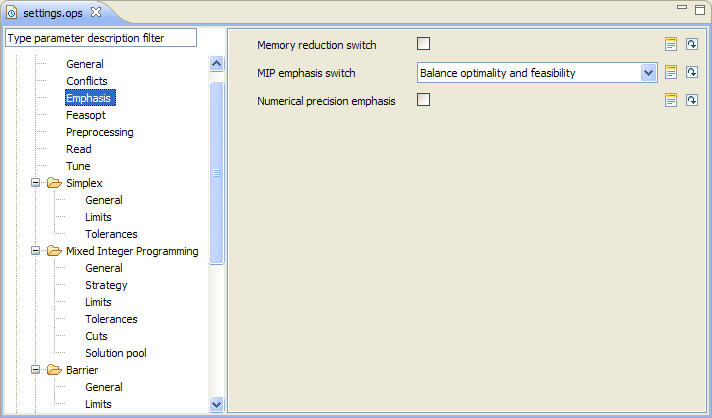 settings.ops
Type parameter description filter
General
Conflicts
Emphasis
Feasopt
Preprocessing
Read
Tune
Simplex
General
Limits
Tolerances
Mixed Integer Programming
General
Strategy
Limits
Tolerances
Cuts
Solution pool
Barrier
General
Limits
Memory reduction switch
MIP emphasis switch Balance optimality and feasibility
Numerical precision emphasis